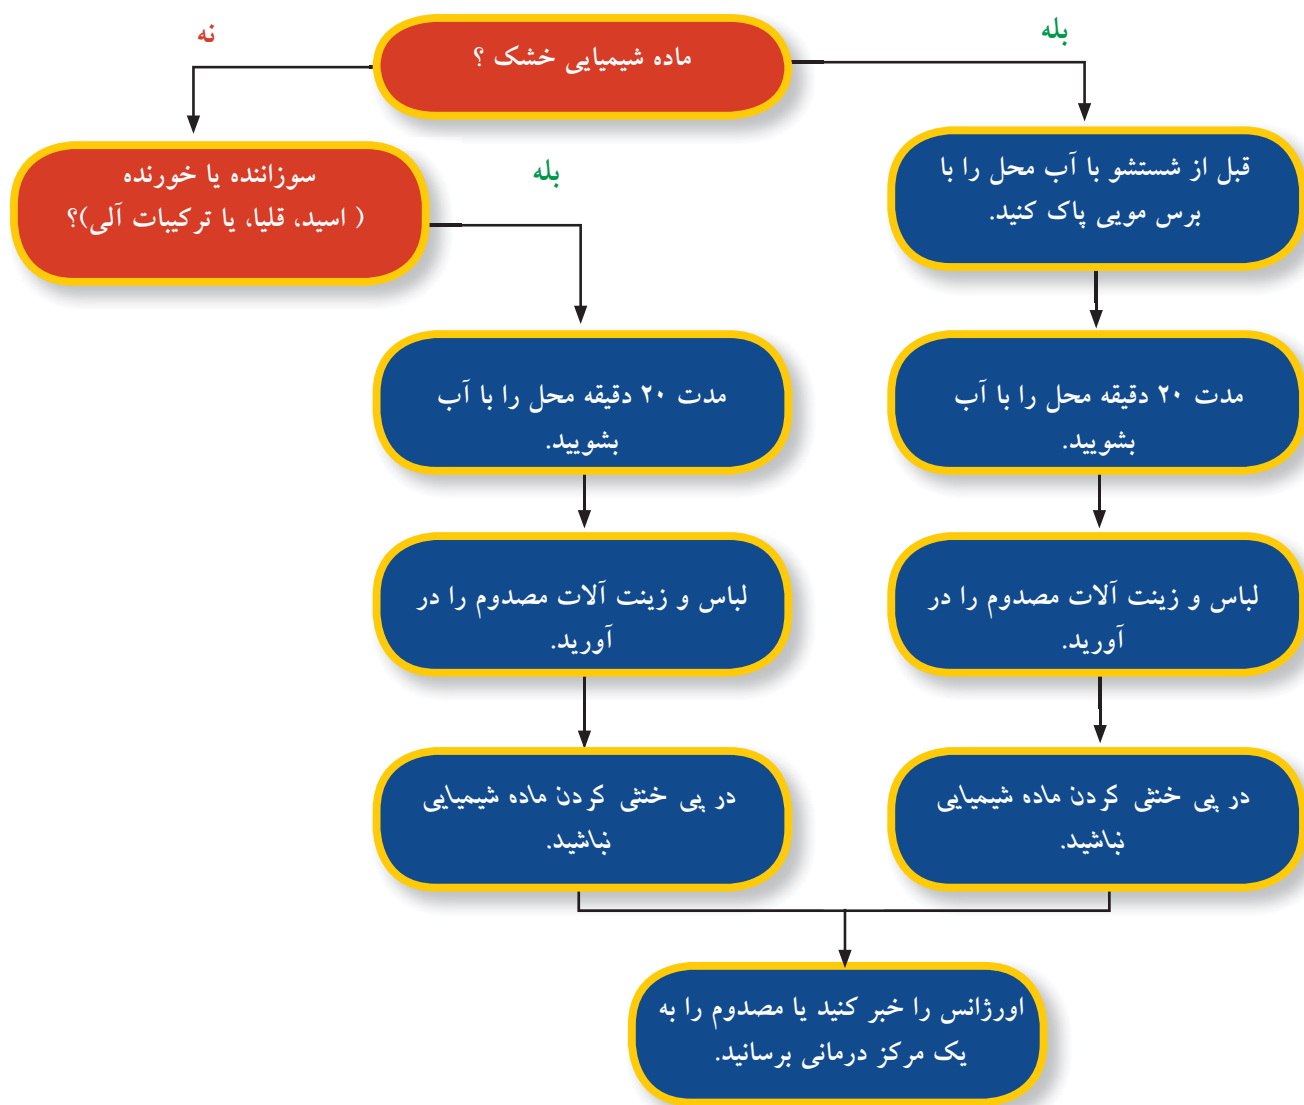 بله
نه
ماده شیمیایی خشک ؟
قبل از شستشو با آب محل را با
برس مویی پاک کنید.
بله
سوزاننده یا خورنده
( اسید، قلیا، یا ترکیبات آلی)؟
مدت ۲۰ دقیقه محل را با آب
بشویید.
مدت ۲۰ دقیقه محل را با آب
بشویید.
لباس و زینت آلات مصدوم را در
آورید.
لباس و زینت آلات مصدوم را در
آورید.
در پی خنثی کردن ماده شیمیایی
نباشید.
در پی خنثی کردن ماده شیمیایی
نباشید.
اورژانس را خبر کنید یا مصدوم را به
یک مرکز درمانی برسانید.